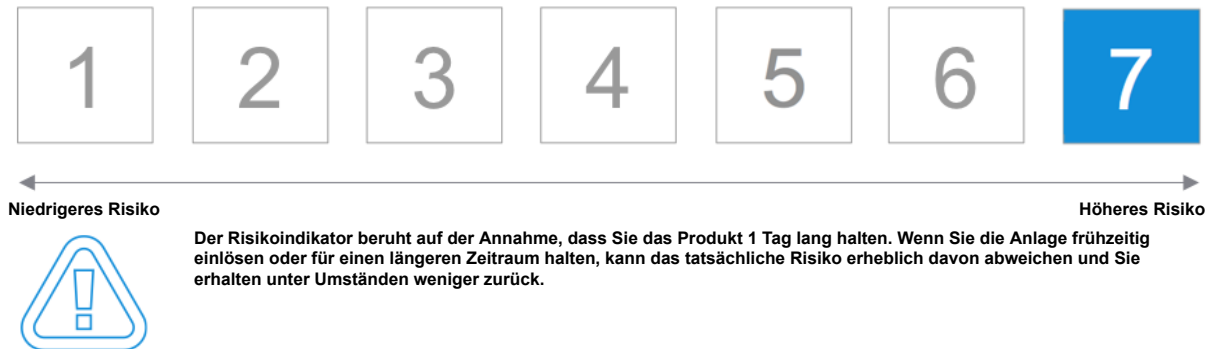 1 2 3 4 5 6 7
Niedrigeres Risiko Höheres Risiko
Der Risikoindikator beruht auf der Annahme, dass Sie das Produkt 1 Tag lang halten. Wenn Sie die Anlage frühzeitig
einlösen oder für einen längeren Zeitraum halten, kann das tatsächliche Risiko erheblich davon abweichen und Sie
erhalten unter Umständen weniger zurück.